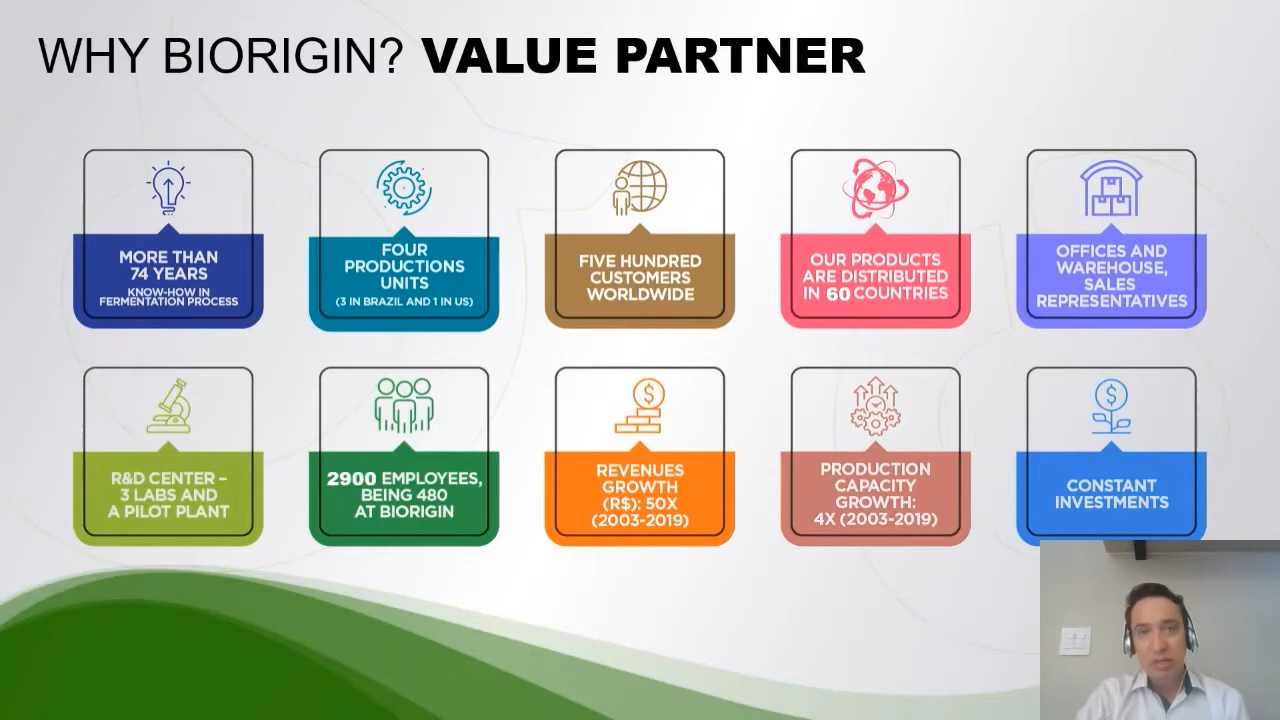 WHY BIORIGIN? VALUE PARTNER
MORE THAN
74 YEARS
KNOW-HOW IN
FERMENTATION PROCESS
FOUR
PRODUCTIONS
UNITS
(3 IN BRAZIL AND 1 IN US)
FIVE HUNDRED
CUSTOMERS
WORLDWIDE
OUR PRODUCTS
ARE DISTRIBUTED
IN 60 COUNTRIES
OFFICES AND
WAREHOUSE,
SALES
REPRESENTATIVES
R&D CENTER –
3 LABS AND
A PILOT PLANT
2900 EMPLOYEES,
BEING 480
AT BIORIGIN
REVENUES
GROWTH
(R$): 50X
(2003-2019)
PRODUCTION
CAPACITY
GROWTH:
4X (2003-2019)
CONSTANT
INVESTMENTS